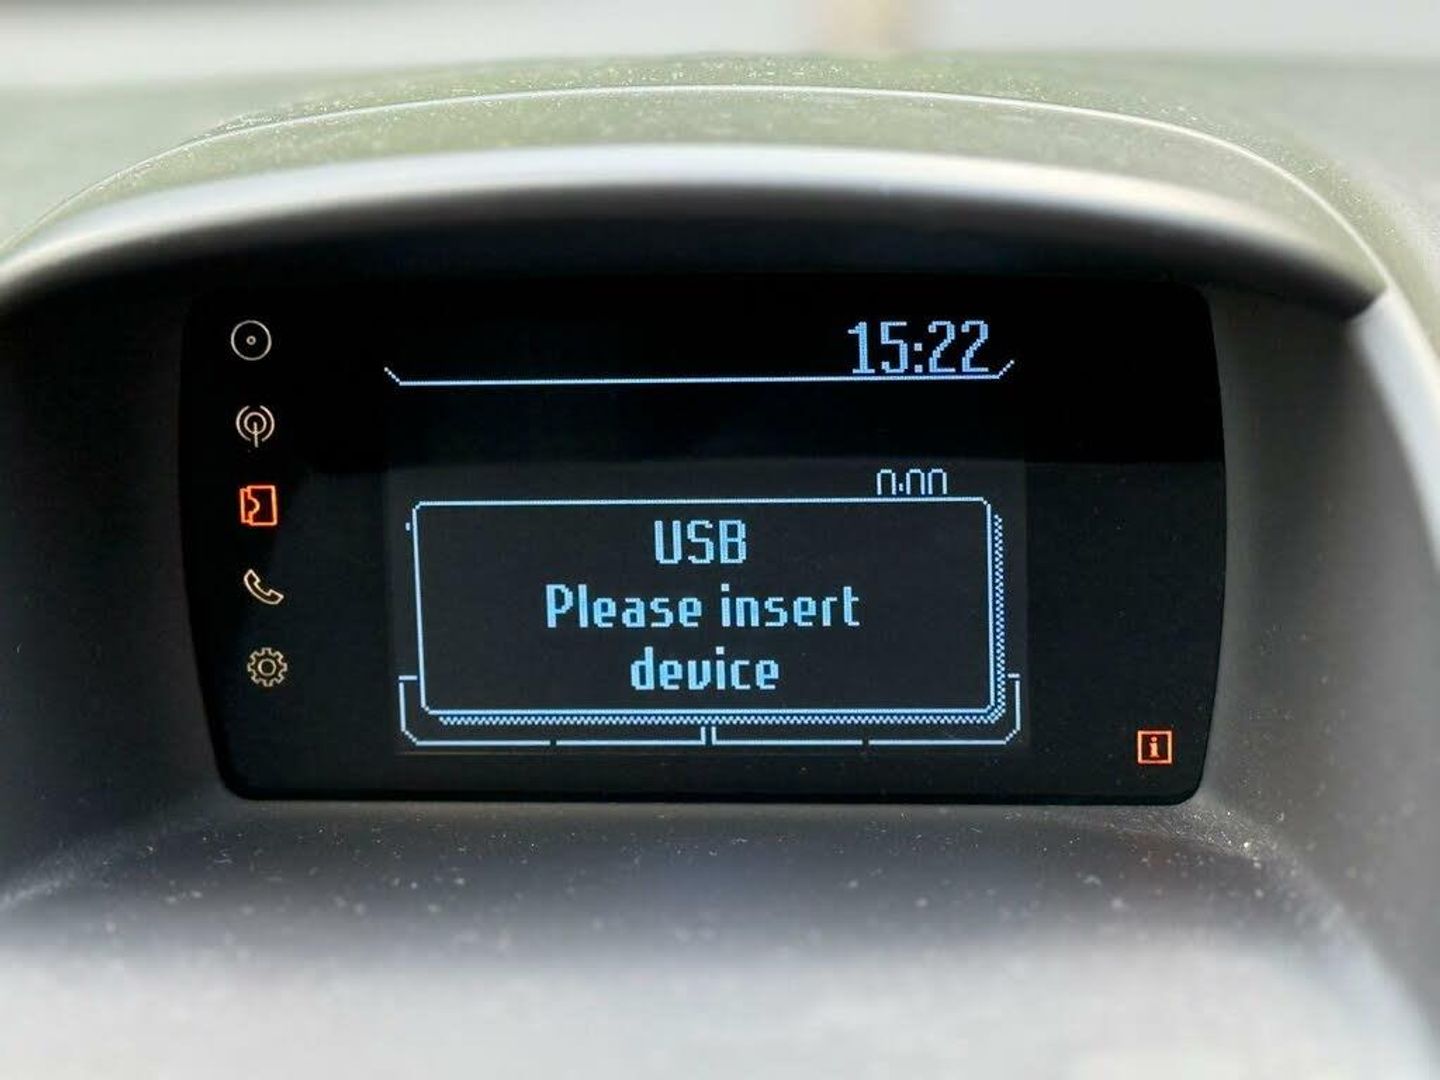 15:22
0:00
USB
Please insert
device
i